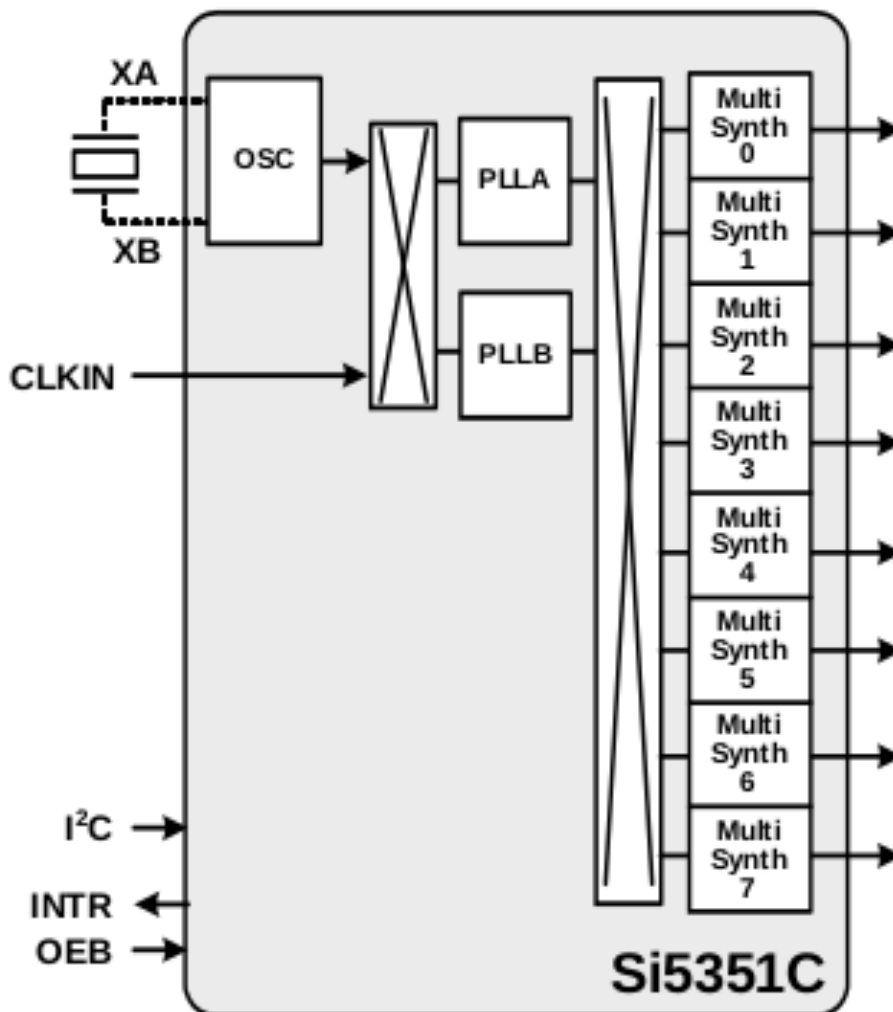 XA
OSC
XB
CLKIN
PLLA
PLLB
Multi
Synth
0
Multi
Synth
1
Multi
Synth
2
Multi
Synth
3
Multi
Synth
4
Multi
Synth
5
Multi
Synth
6
Multi
Synth
7
I²C
INTR
OEB
Si5351C